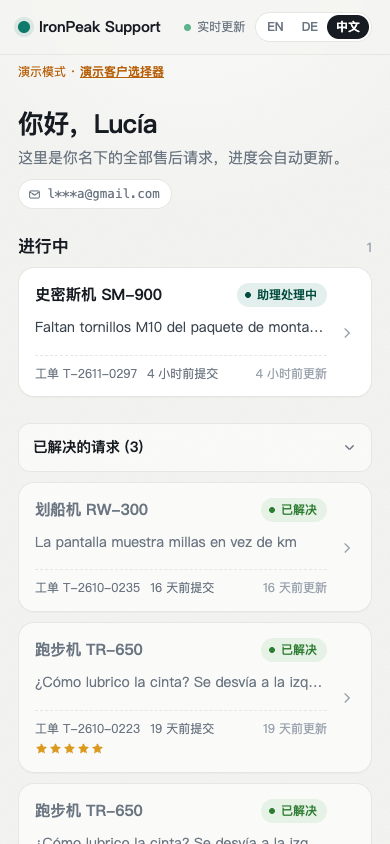 IronPeak Support
实时更新
EN DE 中文
演示模式 · 演示客户选择器
你好，Lucía
这里是你名下的全部售后请求，进度会自动更新。
l***a@gmail.com
进行中 1
史密斯机 SM-900 助理处理中
Faltan tornillos M10 del paquete de monta...
工单 T-2611-0297 4 小时前提交 4 小时前更新
已解决的请求 (3)
划船机 RW-300 已解决
La pantalla muestra millas en vez de km
工单 T-2610-0235 16 天前提交 16 天前更新
跑步机 TR-650 已解决
¿Cómo lubrico la cinta? Se desvía a la izq...
工单 T-2610-0223 19 天前提交 19 天前更新
★★★★★
跑步机 TR-650 已解决
¿Cómo lubrico la cinta? Se desvía a la izq...